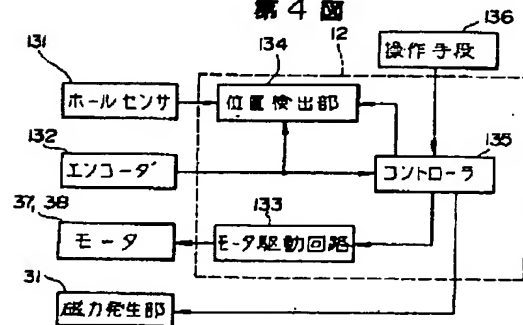 第4図
136
操作手段
131
134
12
ホールセンサ
位置検出部
132
135
エンコーダ
コントローラ
37, 38
133
モータ
モータ駆動回路
31
磁力発生部